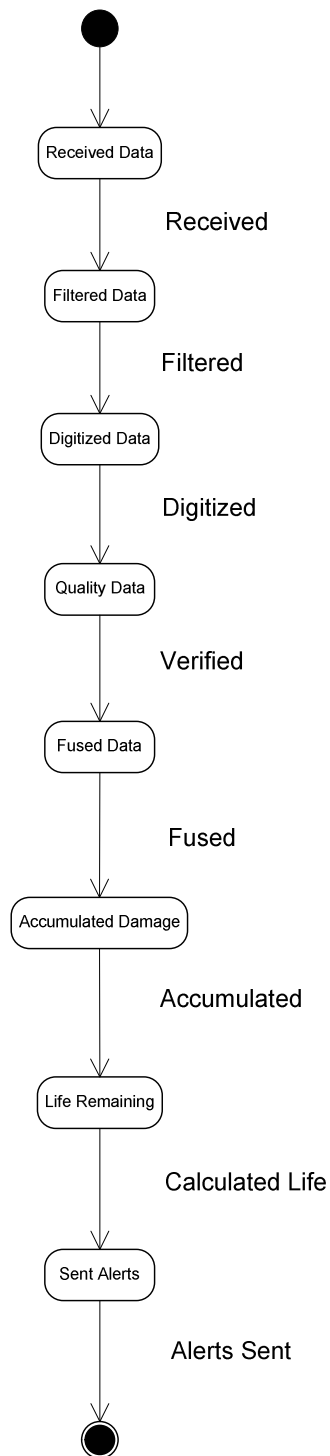 Received Data
Received
Filtered Data
Filtered
Digitized Data
Digitized
Quality Data
Verified
Fused Data
Fused
Accumulated Damage
Accumulated
Life Remaining
Calculated Life
Sent Alerts
Alerts Sent